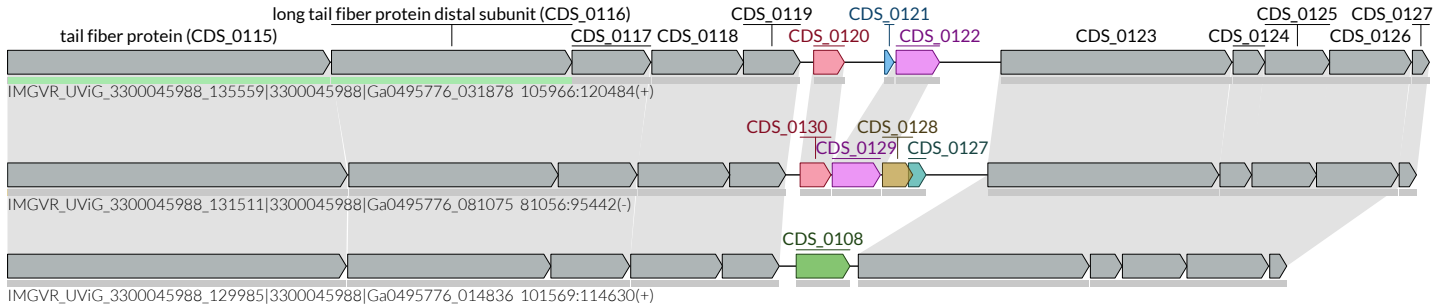 long tail fiber protein distal subunit (CDS_0116) CDS_0119 CDS_0121 CDS_0125 CDS_0127
tail fiber protein (CDS_0115) CDS_0117 CDS_0118 CDS_0120 CDS_0122 CDS_0123 CDS_0124 CDS_0126
IMGVR_UViG_3300045988_135559|3300045988|Ga0495776_031878 105966:120484(+)
CDS_0130 CDS_0128
CDS_0129 CDS_0127
IMGVR_UViG_3300045988_131511|3300045988|Ga0495776_081075 81056:95442(-)
CDS_0108
IMGVR_UViG_3300045988_129985|3300045988|Ga0495776_014836 101569:114630(+)